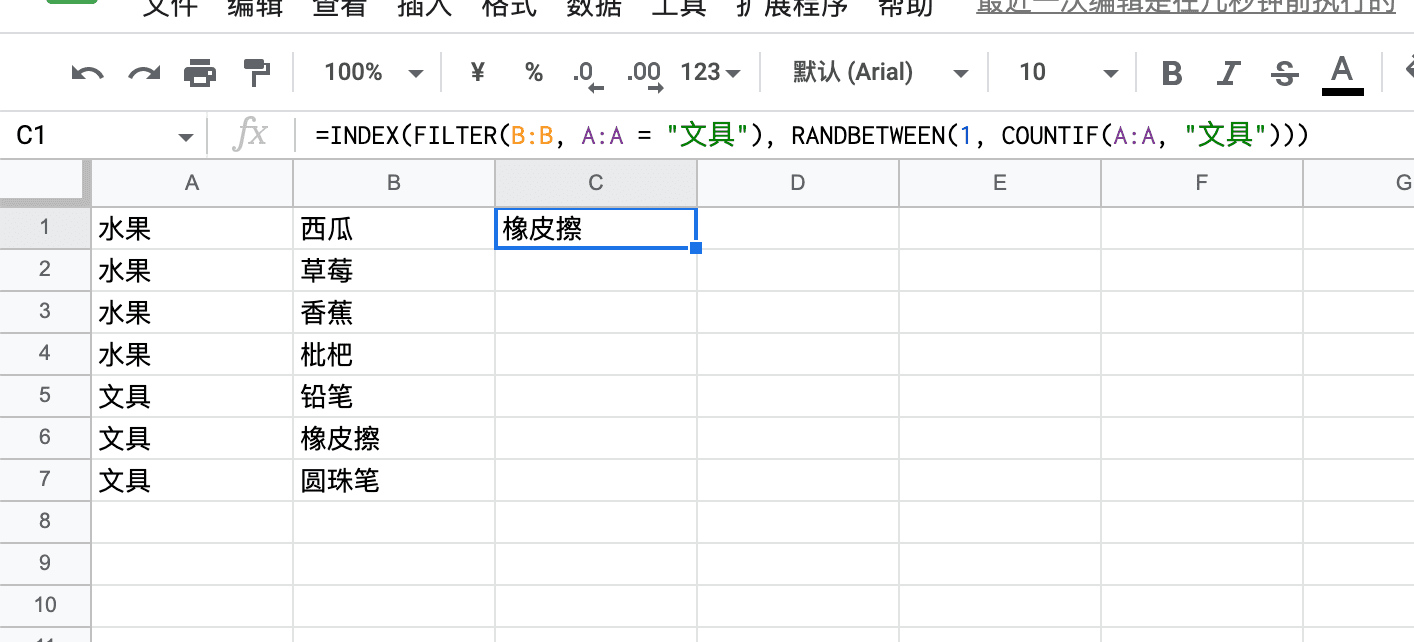 文件 编辑 查看 插入 格式 数据 工具 扩展程序 帮助 最近一次编辑是在几秒钟前执行的
100% ¥ % .0 .00 123 默认 (Arial) 10 B I S A
C1 fx =INDEX(FILTER(B:B, A:A = "文具"), RANDBETWEEN(1, COUNTIF(A:A, "文具")))
A B C D E F G
1 水果 西瓜 橡皮擦
2 水果 草莓
3 水果 香蕉
4 水果 枇杷
5 文具 铅笔
6 文具 橡皮擦
7 文具 圆珠笔
8
9
10
11